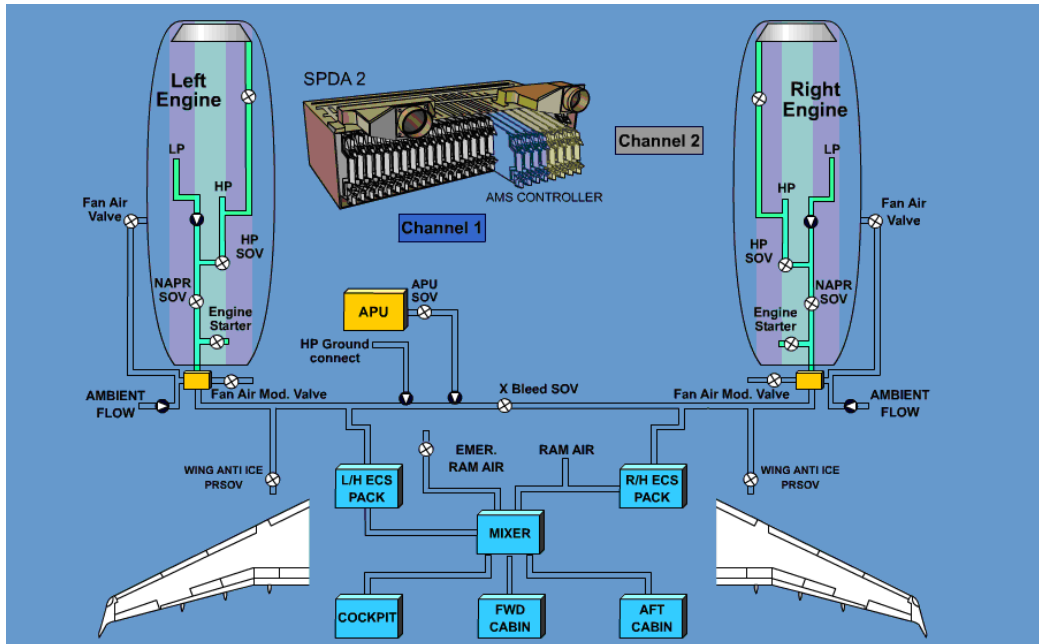 Left
Engine
SPDA 2
Right
Engine
Channel 2
LP
HP
AMS CONTROLLER
HP
LP
Fan Air
Valve
Channel 1
Fan Air
Valve
HP
SOV
HP
SOV
NAPR
SOV
NAPR
SOV
Engine
Starter
APU
APU
SOV
Engine
Starter
HP Ground
connect
AMBIENT
FLOW
Fan Air Mod. Valve
X Bleed SOV
Fan Air Mod. Valve
AMBIENT
FLOW
WING ANTI ICE
PRSOV
L/H ECS
PACK
EMER.
RAM AIR
RAM AIR
R/H ECS
PACK
WING ANTI ICE
PRSOV
MIXER
COCKPIT
FWD
CABIN
AFT
CABIN